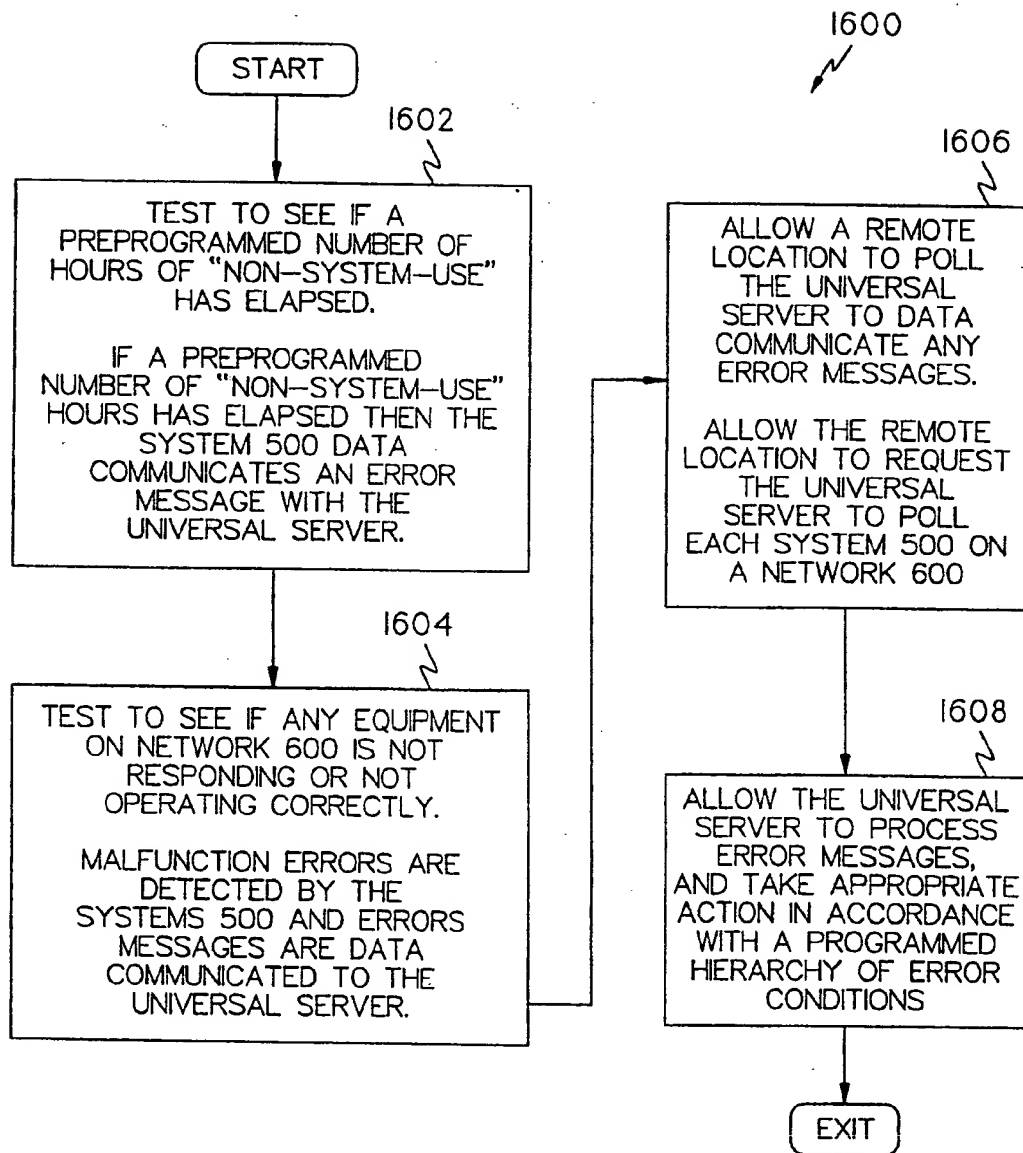 1600
START
1602
TEST TO SEE IF A
PREPROGRAMMED NUMBER OF
HOURS OF "NON-SYSTEM-USE"
HAS ELAPSED.
IF A PREPROGRAMMED
NUMBER OF "NON-SYSTEM-USE"
HOURS HAS ELAPSED THEN THE
SYSTEM 500 DATA
COMMUNICATES AN ERROR
MESSAGE WITH THE
UNIVERSAL SERVER.
1604
TEST TO SEE IF ANY EQUIPMENT
ON NETWORK 600 IS NOT
RESPONDING OR NOT
OPERATING CORRECTLY.
MALFUNCTION ERRORS ARE
DETECTED BY THE
SYSTEMS 500 AND ERRORS
MESSAGES ARE DATA
COMMUNICATED TO THE
UNIVERSAL SERVER.
1606
ALLOW A REMOTE
LOCATION TO POLL
THE UNIVERSAL
SERVER TO DATA
COMMUNICATE ANY
ERROR MESSAGES.
ALLOW THE REMOTE
LOCATION TO REQUEST
THE UNIVERSAL
SERVER TO POLL
EACH SYSTEM 500 ON
A NETWORK 600
1608
ALLOW THE UNIVERSAL
SERVER TO PROCESS
ERROR MESSAGES,
AND TAKE APPROPRIATE
ACTION IN ACCORDANCE
WITH A PROGRAMMED
HIERARCHY OF ERROR
CONDITIONS
EXIT